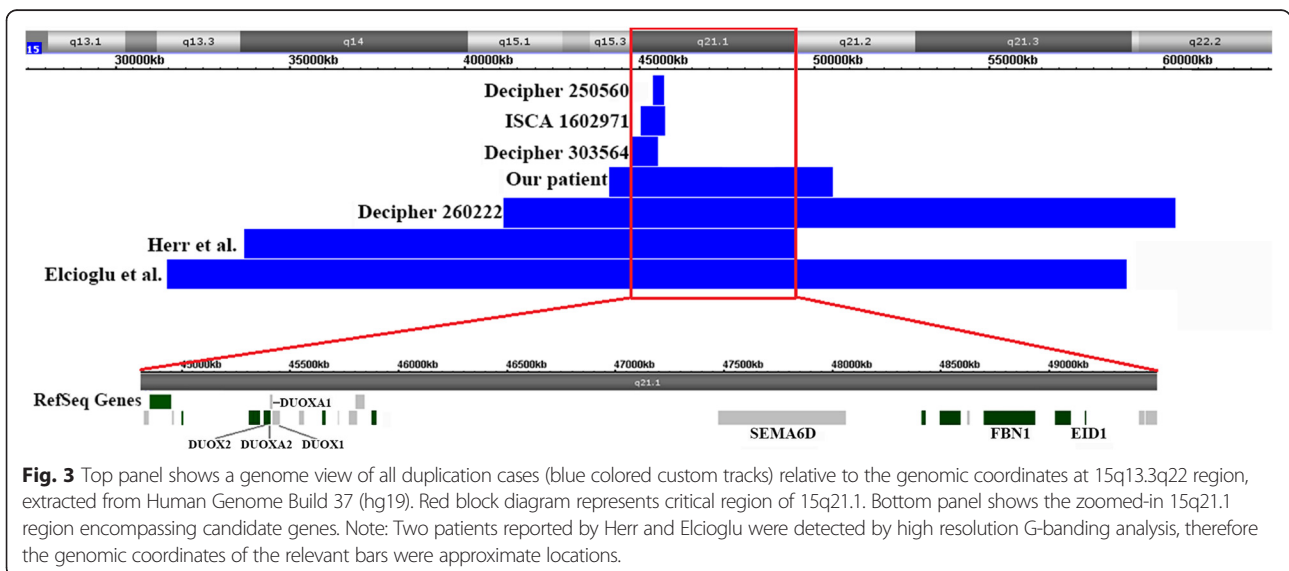 q13.1 q13.3 q14 q15.1 q15.3 q21.1 q21.2 q21.3 q22.2
15
30000kb 35000kb 40000kb 45000kb 50000kb 55000kb 60000kb
Decipher 250560
ISCA 1602971
Decipher 303564
Our patient
Decipher 260222
Herr et al.
Elcioglu et al.
45000kb 45500kb 46000kb 46500kb 47000kb 47500kb 48000kb 48500kb 49000kb
q21.1
RefSeq Genes
DUOXA1
DUOX2 DUOXA2 DUOX1
SEMA6D FBN1 EID1
Fig. 3 Top panel shows a genome view of all duplication cases (blue colored custom tracks) relative to the genomic coordinates at 15q13.3q22 region,
extracted from Human Genome Build 37 (hg19). Red block diagram represents critical region of 15q21.1. Bottom panel shows the zoomed-in 15q21.1
region encompassing candidate genes. Note: Two patients reported by Herr and Elcioglu were detected by high resolution G-banding analysis, therefore
the genomic coordinates of the relevant bars were approximate locations.